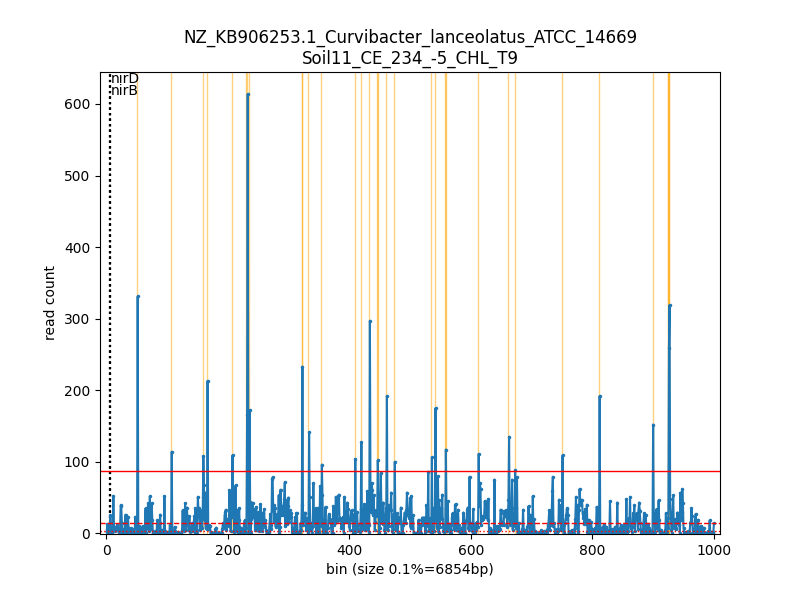 NZ_KB906253.1_Curvibacter_lanceolatus_ATCC_14669
Soil11_CE_234_-5_CHL_T9
nirD
nirB
600
500
400
300
200
100
0
read count
0 200 400 600 800 1000
bin (size 0.1%=6854bp)